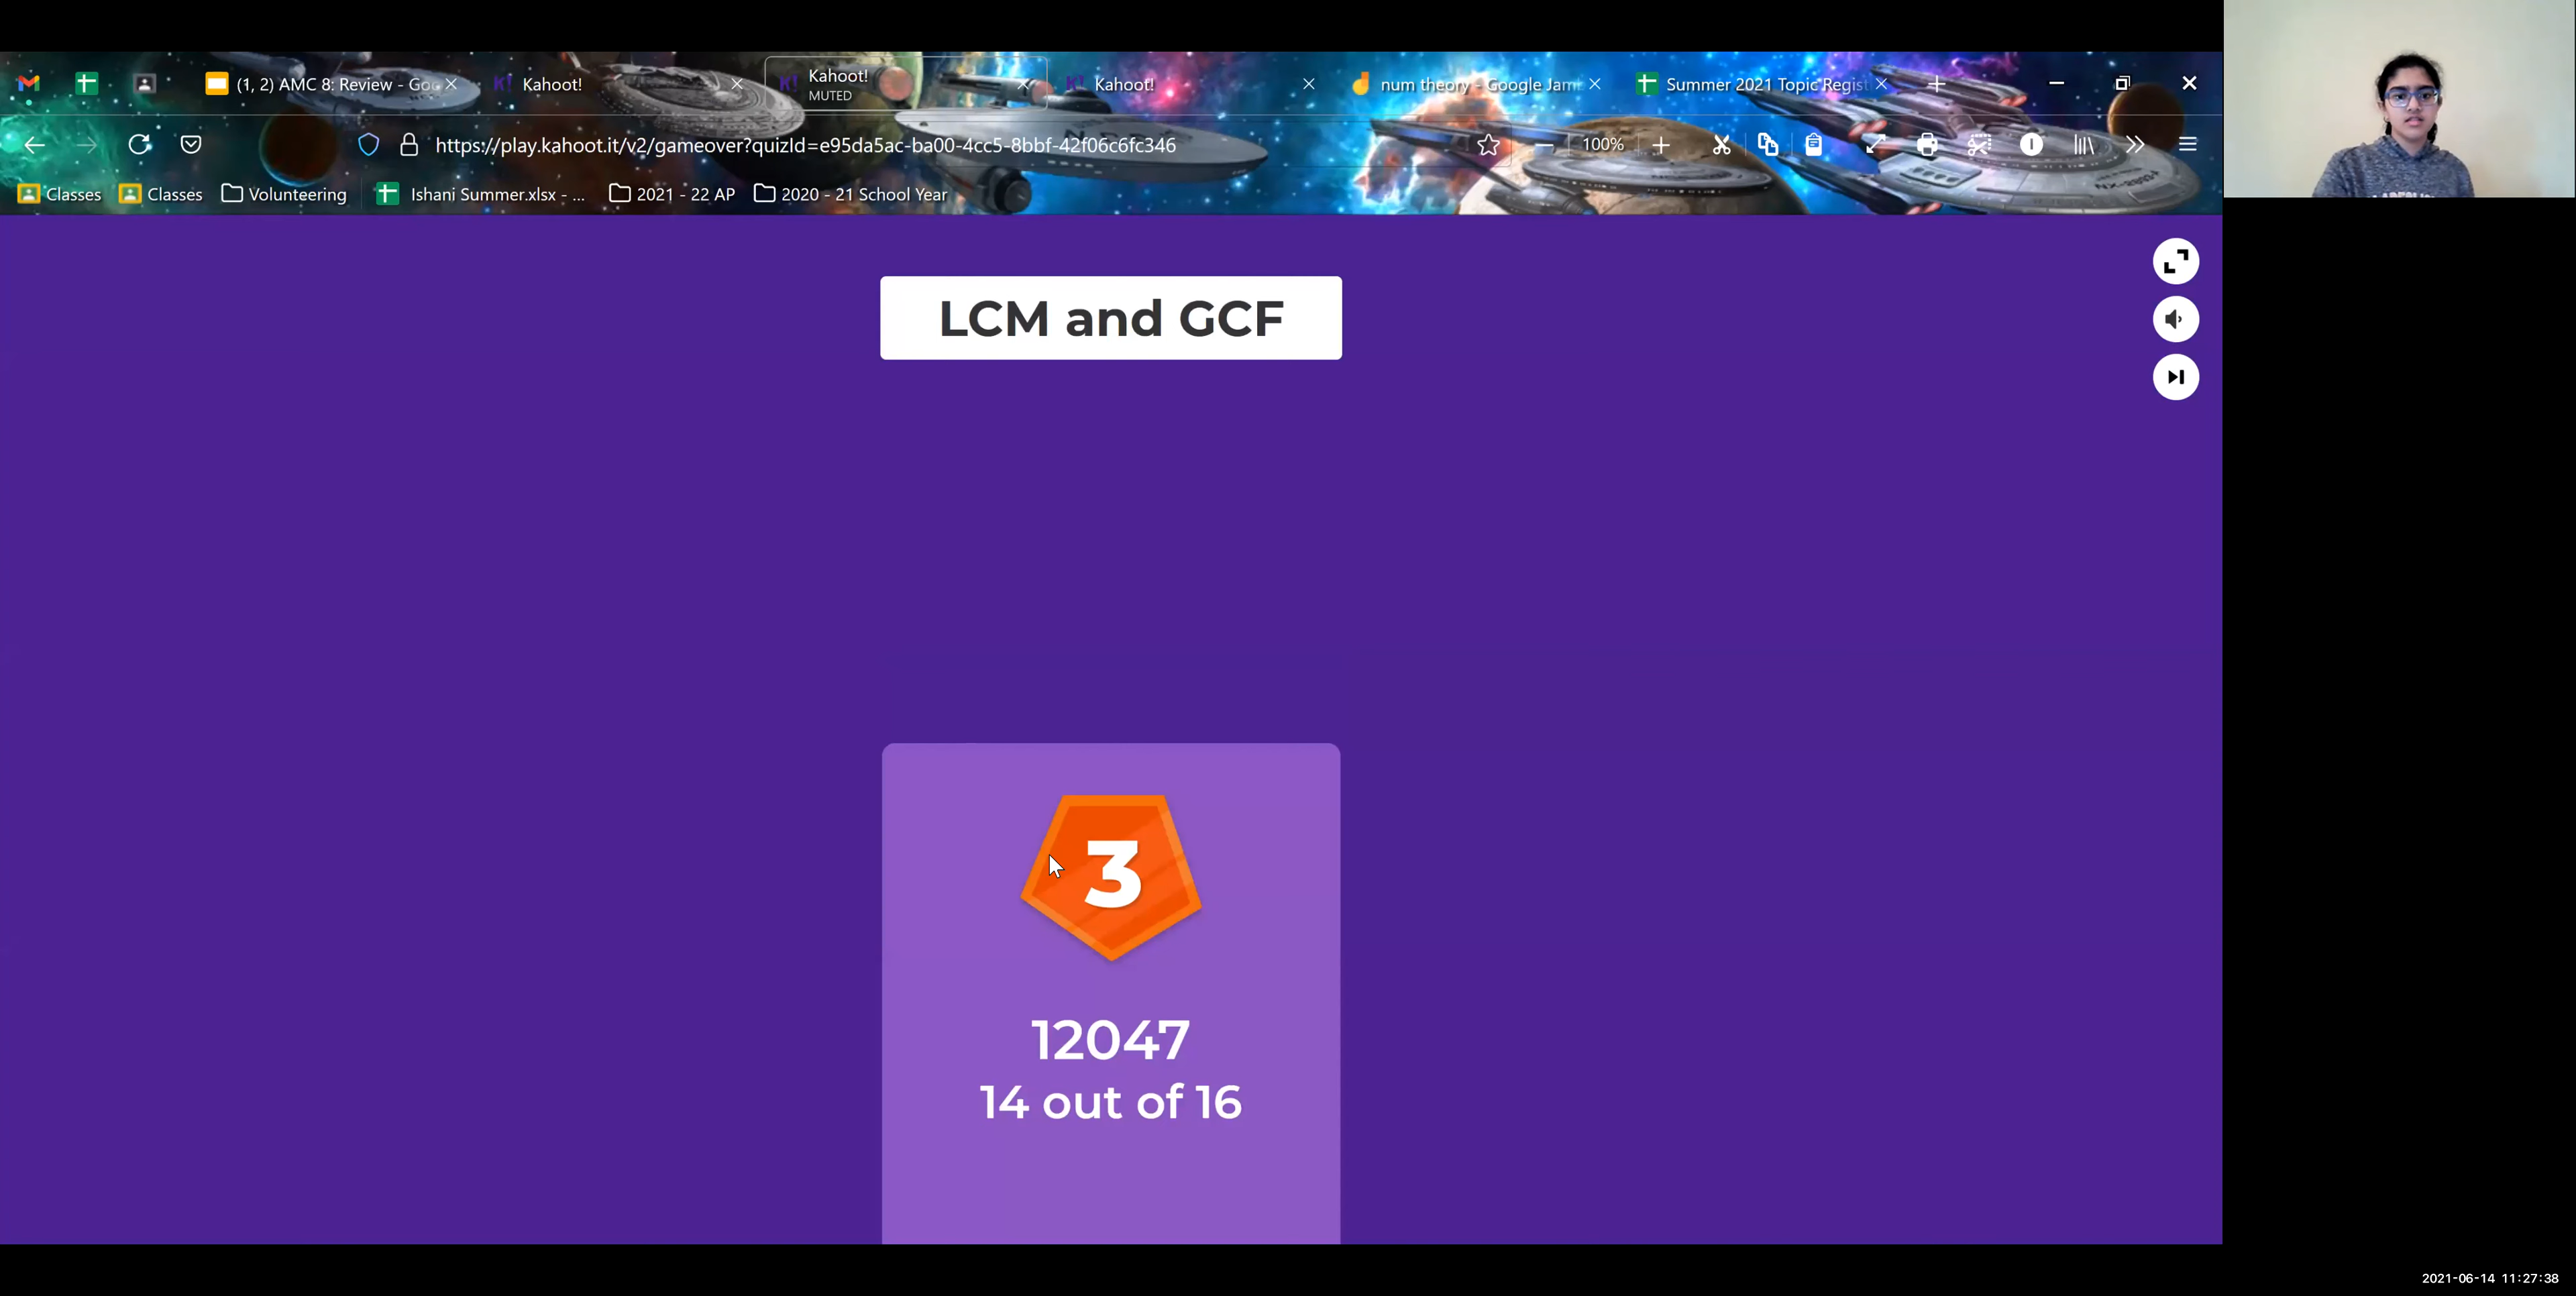 (1, 2) AMC 8: Review - Goo
Kahoot!
Kahoot!
MUTED
Kahoot!
num theory - Google Jam
Summer 2021 Topic Regist
https://play.kahoot.it/v2/gameover?quizId=e95da5ac-ba00-4cc5-8bbf-42f06c6fc346
100%
Classes
Classes
Volunteering
Ishani Summer.xlsx - ...
2021 - 22 AP
2020 - 21 School Year
LCM and GCF
3
12047
14 out of 16
2021-06-14 11:27:38